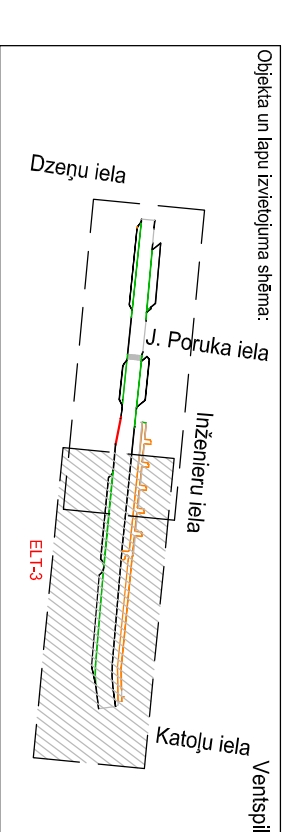 Objekta un lapu izvietojuma shēma:
Dzeņu iela
J. Poruka iela
Inženieru iela
ELT-3
Katoļu iela
Ventspil